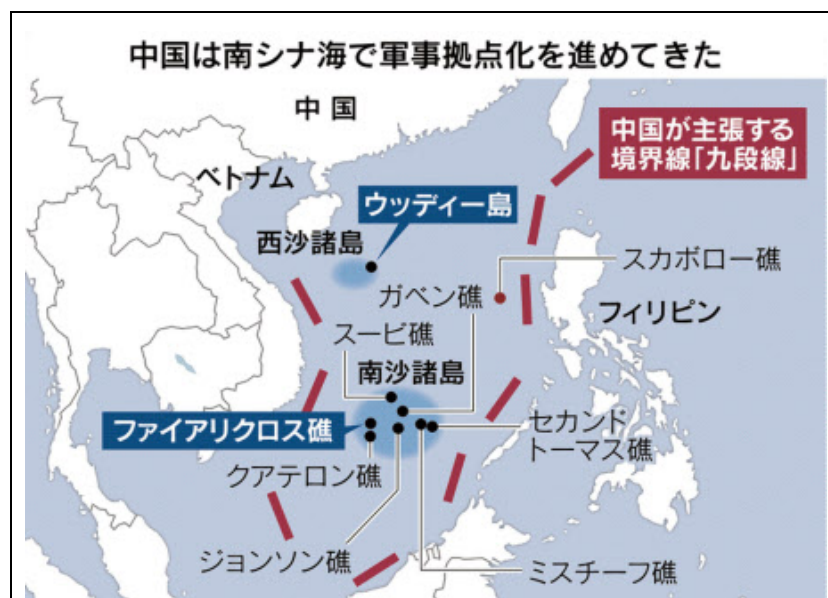 中国は南シナ海で軍事拠点化を進めてきた
中国
中国が主張する
境界線「九段線」
ベトナム
ウッディー島
西沙諸島
スカボロー礁
ガベン礁
フィリピン
スービ礁
南沙諸島
ファイアリクロス礁
セカンド
トーマス礁
クアテロン礁
ジョンソン礁
ミスチーフ礁